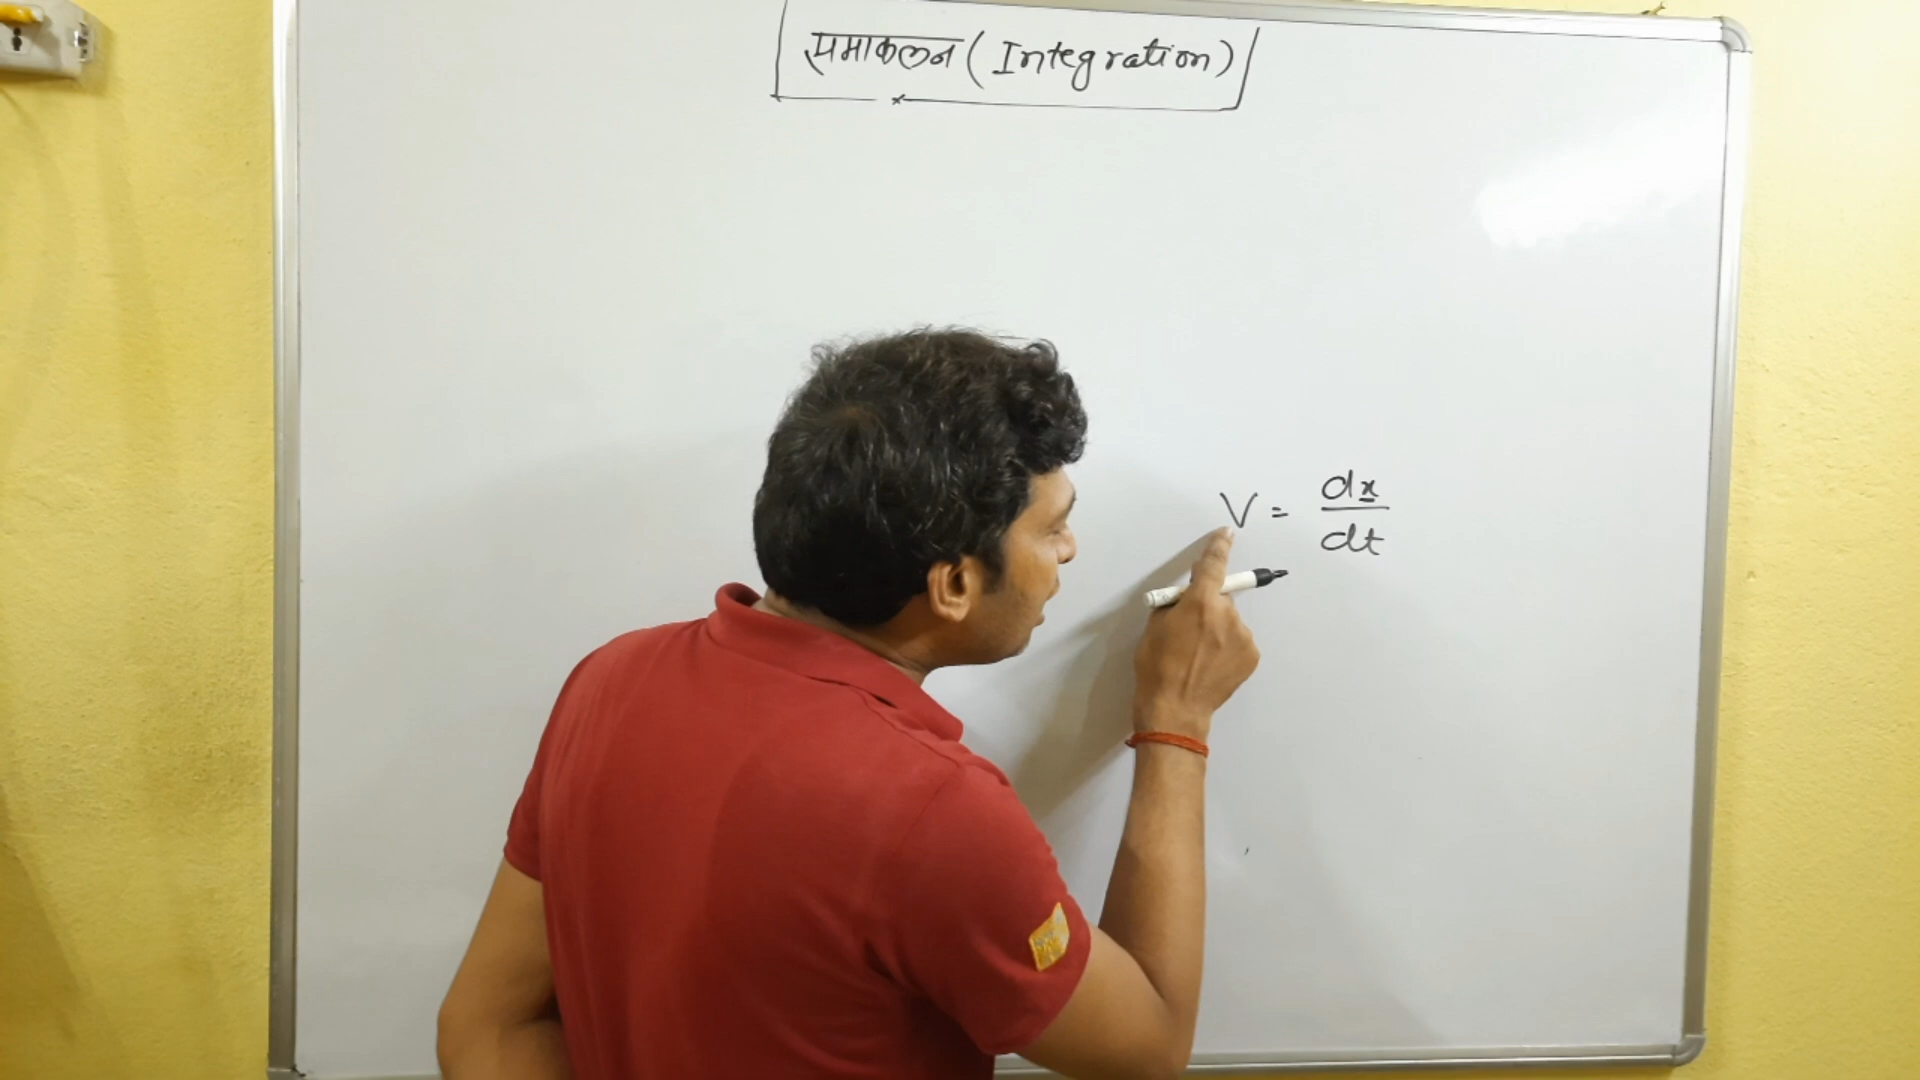 समाकलन (Integration)
V = dx/dt